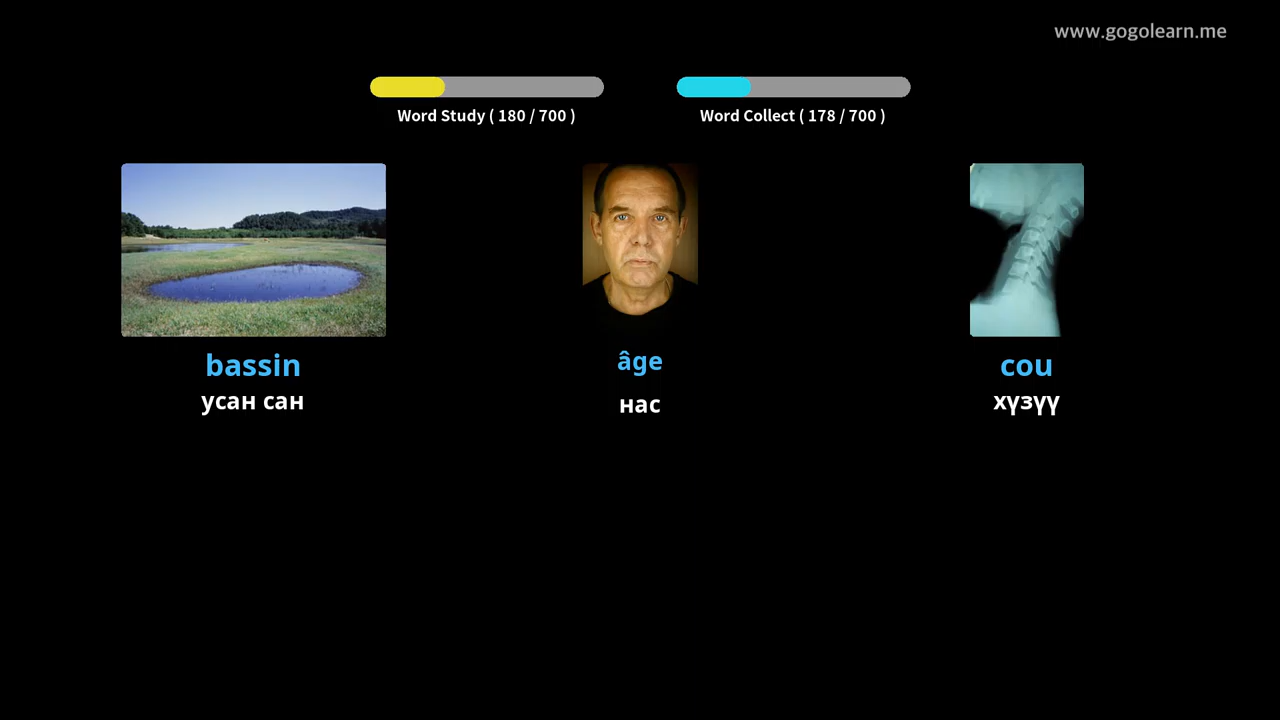 www.gogolearn.me
Word Study ( 180 / 700 )
Word Collect ( 178 / 700 )
bassin
усан сан
âge
нас
cou
хүзүү